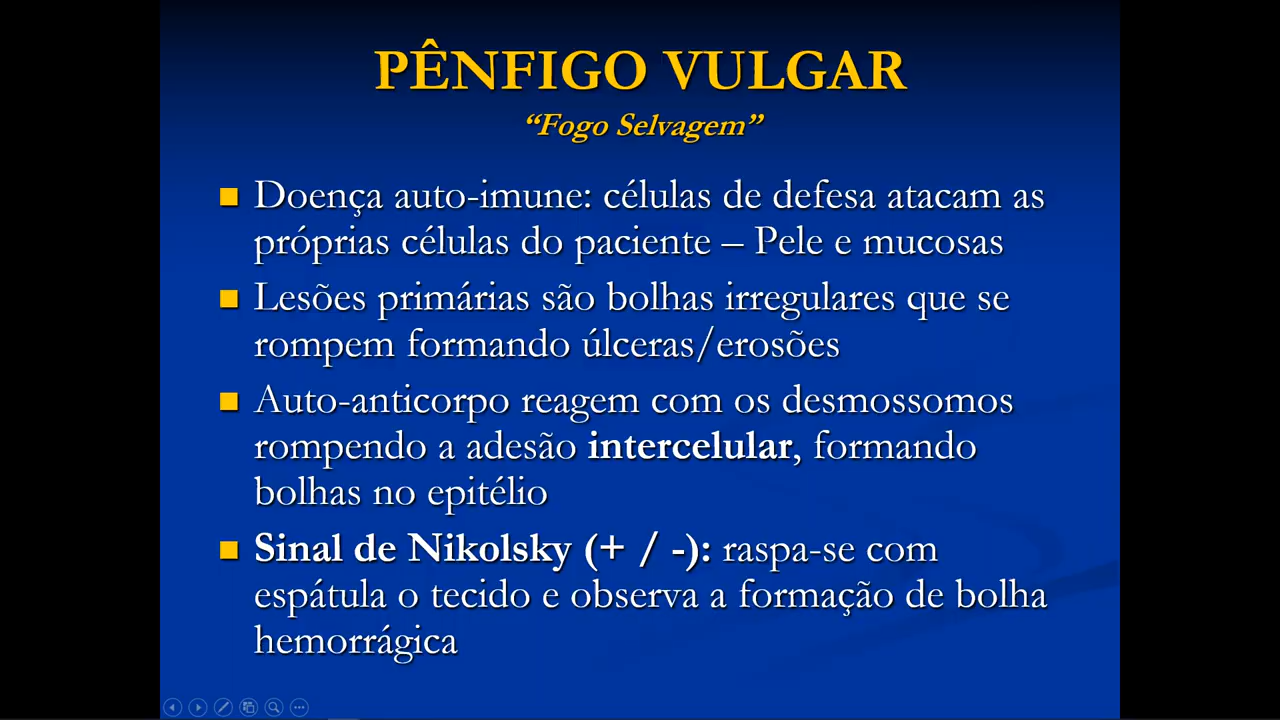 PÊNFIGO VULGAR
“Fogo Selvagem”
Doença auto-imune: células de defesa atacam as
próprias células do paciente – Pele e mucosas
Lesões primárias são bolhas irregulares que se
rompem formando úlceras/erosões
Auto-anticorpo reagem com os desmossomos
rompendo a adesão intercelular, formando
bolhas no epitélio
Sinal de Nikolsky (+ / -): raspa-se com
espátula o tecido e observa a formação de bolha
hemorrágica